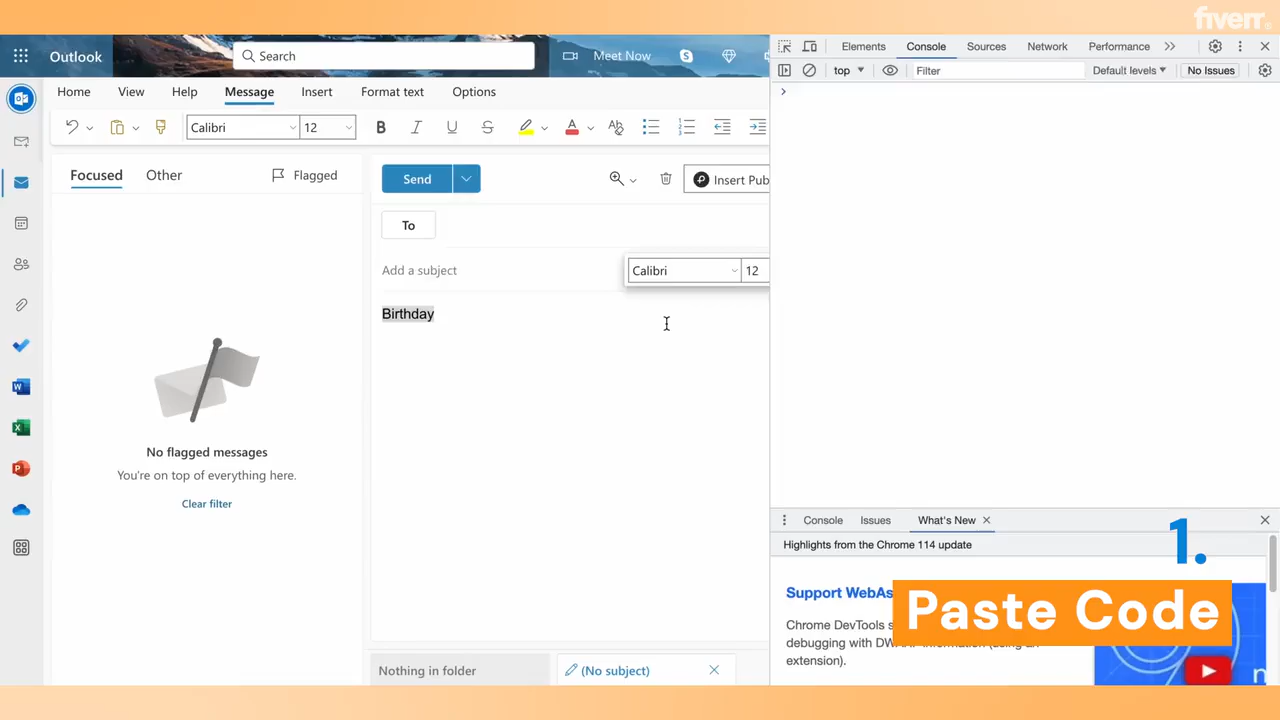 fiverr®
Outlook
Search
Meet Now
Home View Help Message Insert Format text Options
Calibri 12
Focused Other Flagged
Send
Insert Pub
To
Add a subject
Calibri 12
Birthday
No flagged messages
You're on top of everything here.
Clear filter
Nothing in folder
(No subject)
Elements Console Sources Network Performance
top Filter Default levels No Issues
Console Issues What's New
Highlights from the Chrome 114 update
Support WebAs
Chrome DevTools s
debugging with DW
extension).
1.
Paste Code